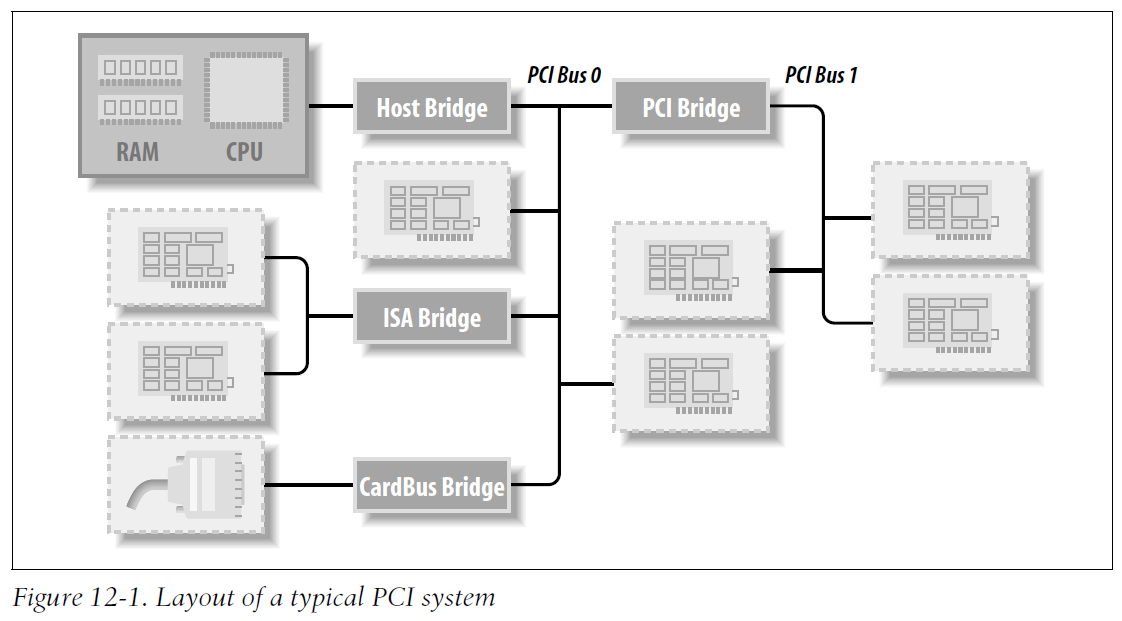 PCI Bus 0
PCI Bus 1
Host Bridge
PCI Bridge
RAM
CPU
ISA Bridge
CardBus Bridge
Figure 12-1. Layout of a typical PCI system